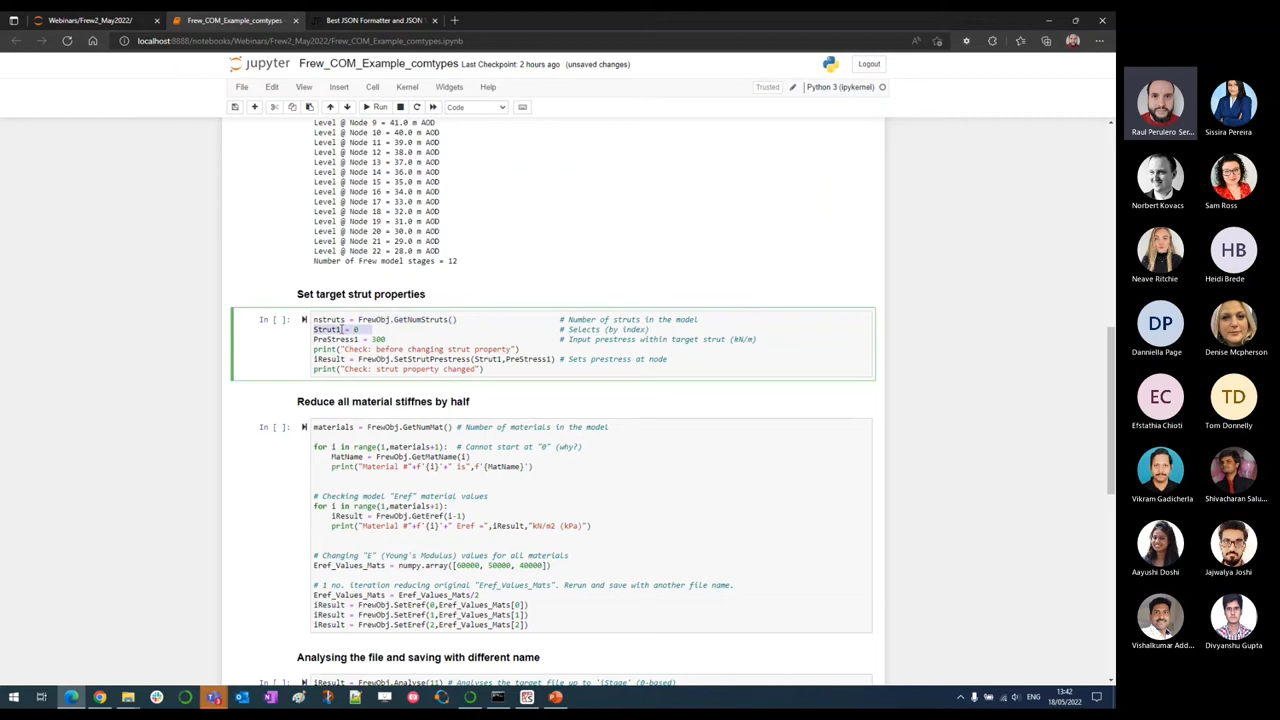 Webinars/Frew2_May2022/
Frew_COM_Example_comtypes
Best JSON Formatter and JSON
localhost:8888/notebooks/Webinars/Frew2_May2022/Frew_COM_Example_comtypes.ipynb
jupyter Frew_COM_Example_comtypes Last Checkpoint: 2 hours ago (unsaved changes)
Logout
File Edit View Insert Cell Kernel Widgets Help
Trusted Python 3 (ipykernel)
Run Code
Level @ Node 9 = 41.0 m AOD
Level @ Node 10 = 40.0 m AOD
Level @ Node 11 = 39.0 m AOD
Level @ Node 12 = 38.0 m AOD
Level @ Node 13 = 37.0 m AOD
Level @ Node 14 = 36.0 m AOD
Level @ Node 15 = 35.0 m AOD
Level @ Node 16 = 34.0 m AOD
Level @ Node 17 = 33.0 m AOD
Level @ Node 18 = 32.0 m AOD
Level @ Node 19 = 31.0 m AOD
Level @ Node 20 = 30.0 m AOD
Level @ Node 21 = 29.0 m AOD
Level @ Node 22 = 28.0 m AOD
Number of Frew model stages = 12
Set target strut properties
In [ ]: nstruts = FrewObj.GetNumStruts() # Number of struts in the model
Strut1 = 0 # Selects (by index)
PreStress1 = 300 # Input prestress within target strut (kN/m)
print("Check: before changing strut property")
iResult = FrewObj.SetStrutPrestress(Strut1,PreStress1) # Sets prestress at node
print("Check: strut property changed")
Reduce all material stiffnes by half
In [ ]: materials = FrewObj.GetNumMat() # Number of materials in the model
for i in range(1,materials+1): # Cannot start at "0" (why?)
MatName = FrewObj.GetMatName(i)
print("Material #"+f'{i}'+" is",f'{MatName}')
# Checking model "Eref" material values
for i in range(1,materials+1):
iResult = FrewObj.GetEref(i-1)
print("Material #"+f'{i}'+" Eref =",iResult,"kN/m2 (kPa)")
# Changing "E" (Young's Modulus) values for all materials
Eref_Values_Mats = numpy.array([60000, 50000, 40000])
# 1 no. iteration reducing original "Eref_Values_Mats". Rerun and save with another file name.
Eref_Values_Mats = Eref_Values_Mats/2
iResult = FrewObj.SetEref(0,Eref_Values_Mats[0])
iResult = FrewObj.SetEref(1,Eref_Values_Mats[1])
iResult = FrewObj.SetEref(2,Eref_Values_Mats[2])
Analysing the file and saving with different name
In [ ]: iResult = FrewObj.Analyse(11) # Analyses the target file up to 'iStage' (0-based)
Raul Perulero Ser...
Sissira Pereira
Norbert Kovacs
Sam Ross
Neave Ritchie
HB
Heidi Brede
DP
Danniella Page
Denise Mcpherson
EC
Efstathia Chioti
TD
Tom Donnelly
Vikram Gadicherla
Shivacharan Salu...
Aayushi Doshi
Jajwalya Joshi
Vishalkumar Add...
Divyanshu Gupta
ENG
13:42
18/05/2022